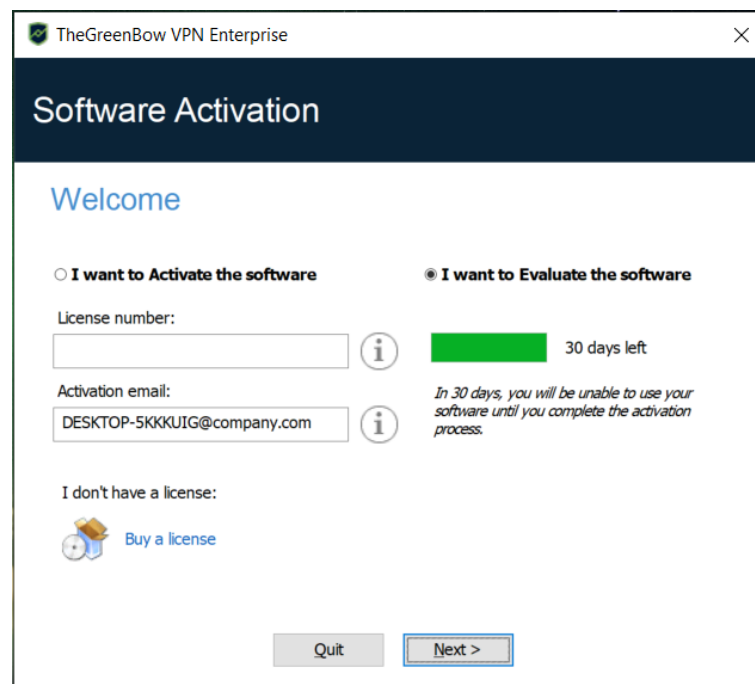 TheGreenBow VPN Enterprise
Software Activation
Welcome
I want to Activate the software
License number:
Activation email:
DESKTOP-5KKKUIG@company.com
I don't have a license:
Buy a license
I want to Evaluate the software
30 days left
In 30 days, you will be unable to use your
software until you complete the activation
process.
Quit
Next >